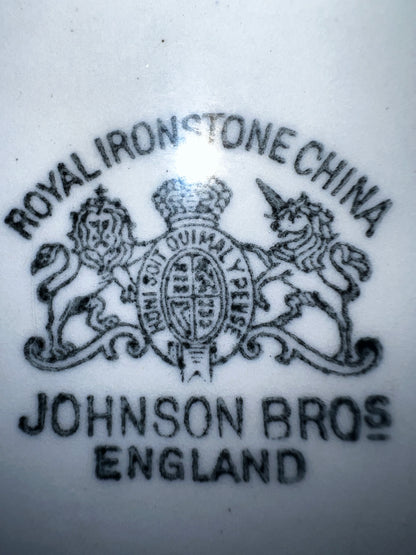 ROYAL IRONSTONE CHINA
HONI SOIT QUI MAL Y PENSE
JOHNSON BROS
ENGLAND